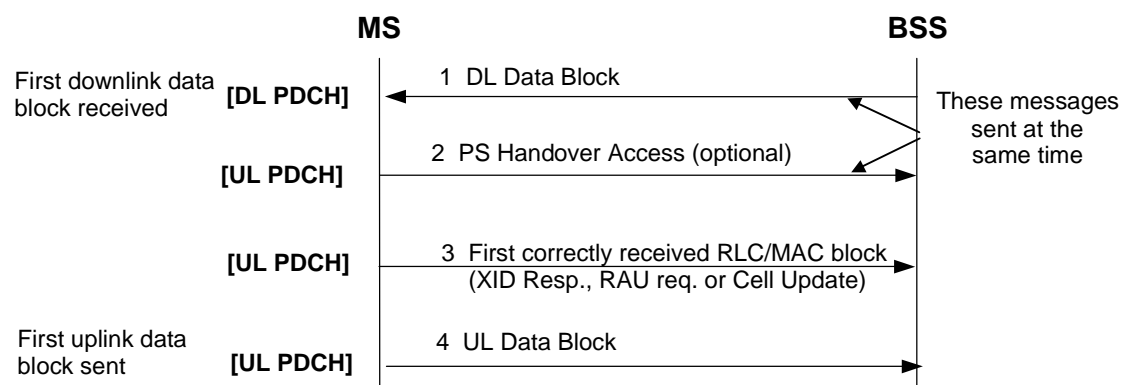 MS
BSS
First downlink data
block received
[DL PDCH]
1 DL Data Block
These messages
sent at the
same time
2 PS Handover Access (optional)
[UL PDCH]
[UL PDCH]
3 First correctly received RLC/MAC block
(XID Resp., RAU req. or Cell Update)
First uplink data
block sent
[UL PDCH]
4 UL Data Block